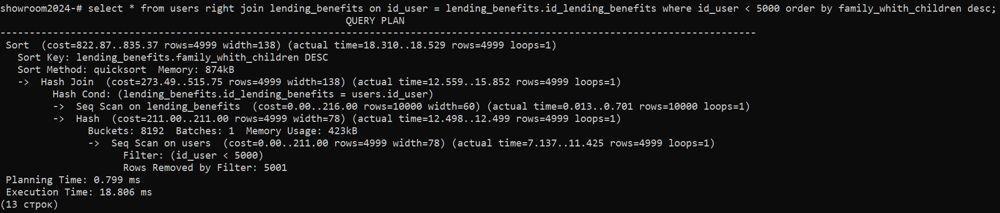 showroom2024-# select * from users right join lending_benefits on id_user = lending_benefits.id_lending_benefits where id_user < 5000 order by family_whith_children desc;
QUERY PLAN
---------------------------------------------------------------------------------------------------------------------------------
Sort  (cost=822.87..835.37 rows=4999 width=138) (actual time=18.310..18.529 rows=4999 loops=1)
Sort Key: lending_benefits.family_whith_children DESC
Sort Method: quicksort  Memory: 874kB
->  Hash Join  (cost=273.49..515.75 rows=4999 width=138) (actual time=12.559..15.852 rows=4999 loops=1)
Hash Cond: (lending_benefits.id_lending_benefits = users.id_user)
->  Seq Scan on lending_benefits  (cost=0.00..216.00 rows=10000 width=60) (actual time=0.013..0.701 rows=10000 loops=1)
->  Hash  (cost=211.00..211.00 rows=4999 width=78) (actual time=12.498..12.499 rows=4999 loops=1)
Buckets: 8192  Batches: 1  Memory Usage: 423kB
->  Seq Scan on users  (cost=0.00..211.00 rows=4999 width=78) (actual time=7.137..11.425 rows=4999 loops=1)
Filter: (id_user < 5000)
Rows Removed by Filter: 5001
Planning Time: 0.799 ms
Execution Time: 18.806 ms
(13 строк)